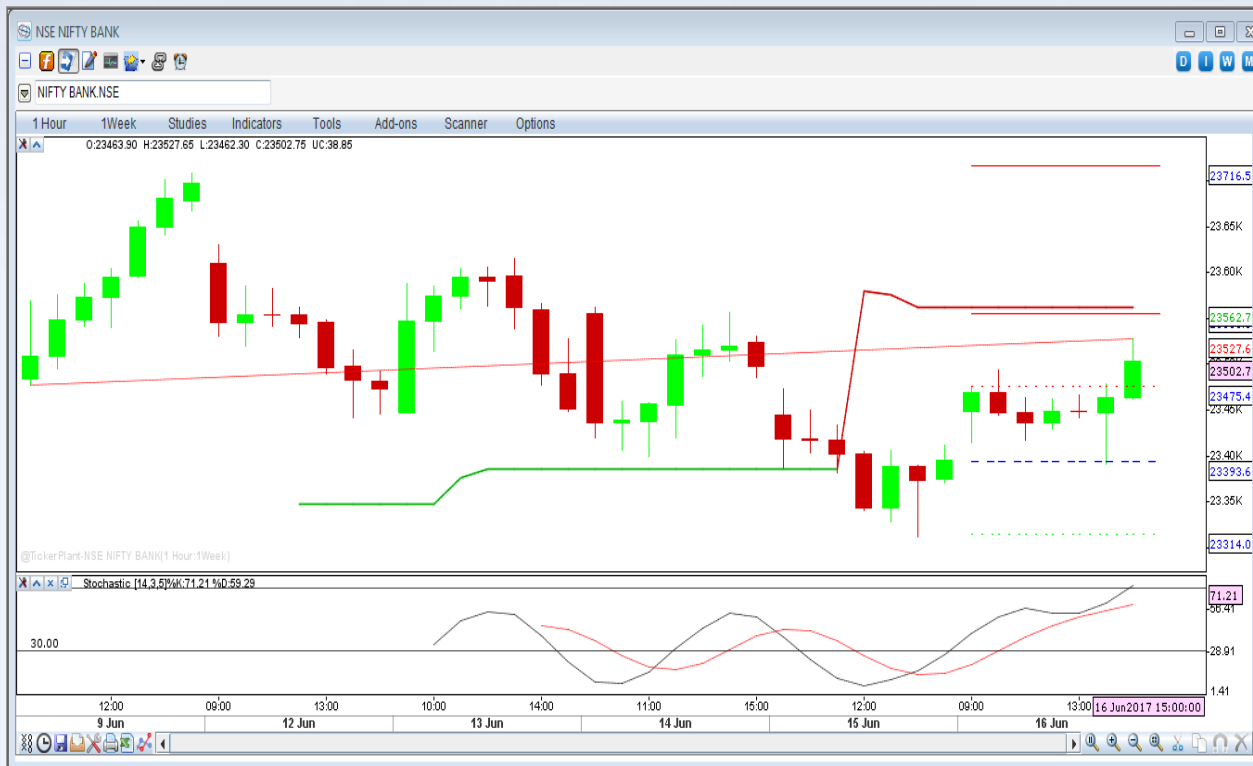 NSE NIFTY BANK
D I W M
NIFTY BANK.NSE
1 Hour 1Week Studies Indicators Tools Add-ons Scanner Options
O:23463.90 H:23527.65 L:23462.30 C:23502.75 UC:38.85
23716.5
23.65K
23.60K
23562.7
23527.6
23502.7
23475.4
23.45K
23.40K
23393.6
23.35K
23314.0
@TickerPlant-NSE NIFTY BANK(1 Hour:1Week)
Stochastic [14,3,5]%K:71.21 %D:59.29
71.21
56.41
30.00
28.91
1.41
12:00 09:00 13:00 10:00 14:00 11:00 15:00 12:00 09:00 13:00 16 Jun2017 15:00:00
9 Jun 12 Jun 13 Jun 14 Jun 15 Jun 16 Jun